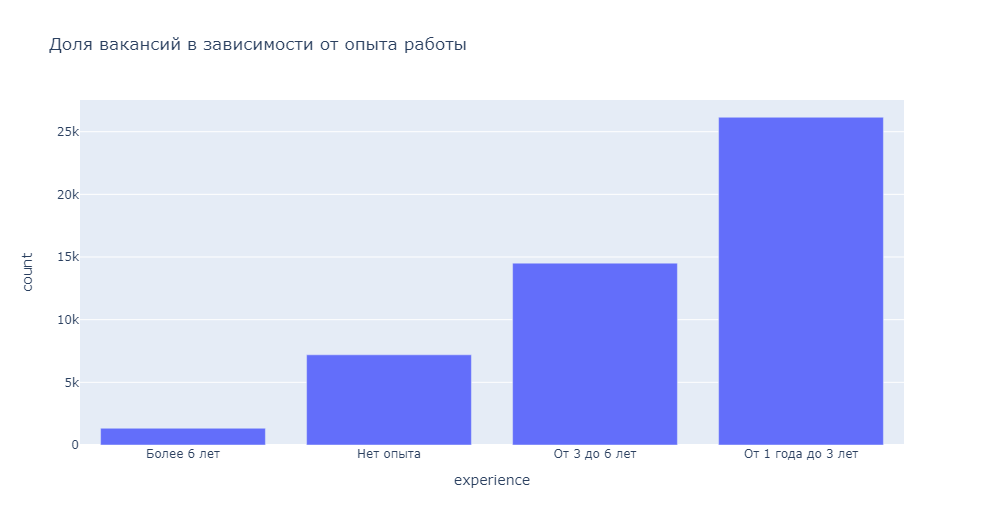 Доля вакансий в зависимости от опыта работы
25k
20k
15k
10k
5k
0
count
Более 6 лет
Нет опыта
От 3 до 6 лет
От 1 года до 3 лет
experience